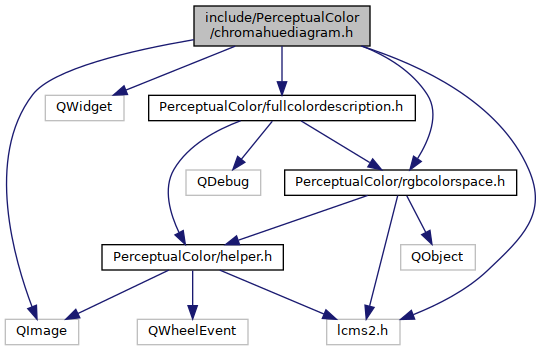 include/PerceptualColor
/chromahuediagram.h
QWidget
PerceptualColor/fullcolordescription.h
QDebug
PerceptualColor/rgbcolorspace.h
PerceptualColor/helper.h
QObject
QImage
QWheelEvent
lcms2.h